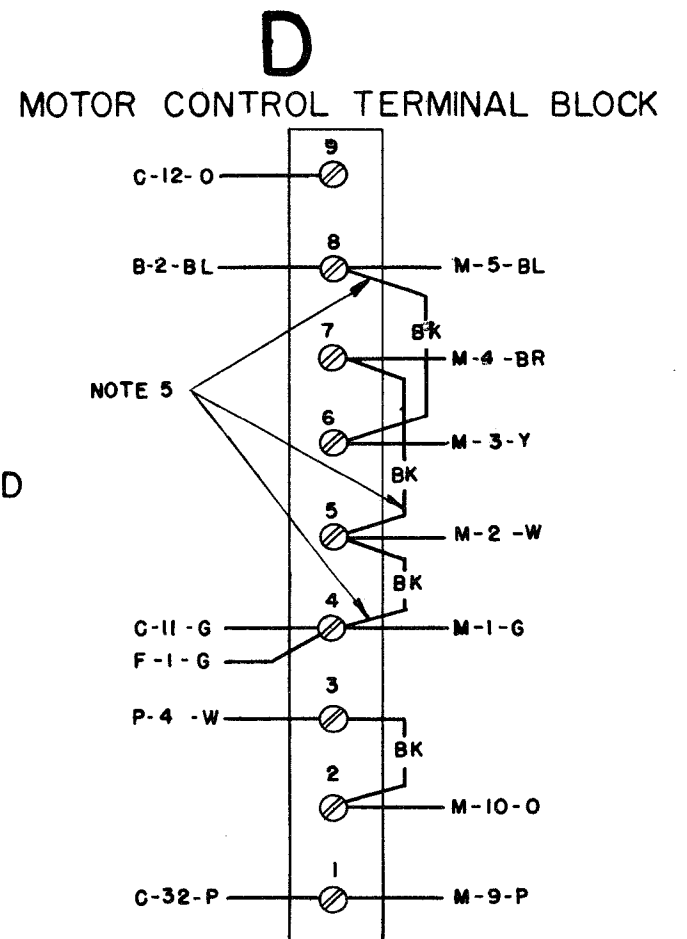 D
MOTOR CONTROL TERMINAL BLOCK
9
C-12-O
8
B-2-BL
M-5-BL
BK
7
M-4-BR
NOTE 5
6
M-3-Y
BK
D
5
M-2-W
BK
4
C-11-G
M-1-G
F-1-G
3
P-4-W
BK
2
M-10-O
1
C-32-P
M-9-P